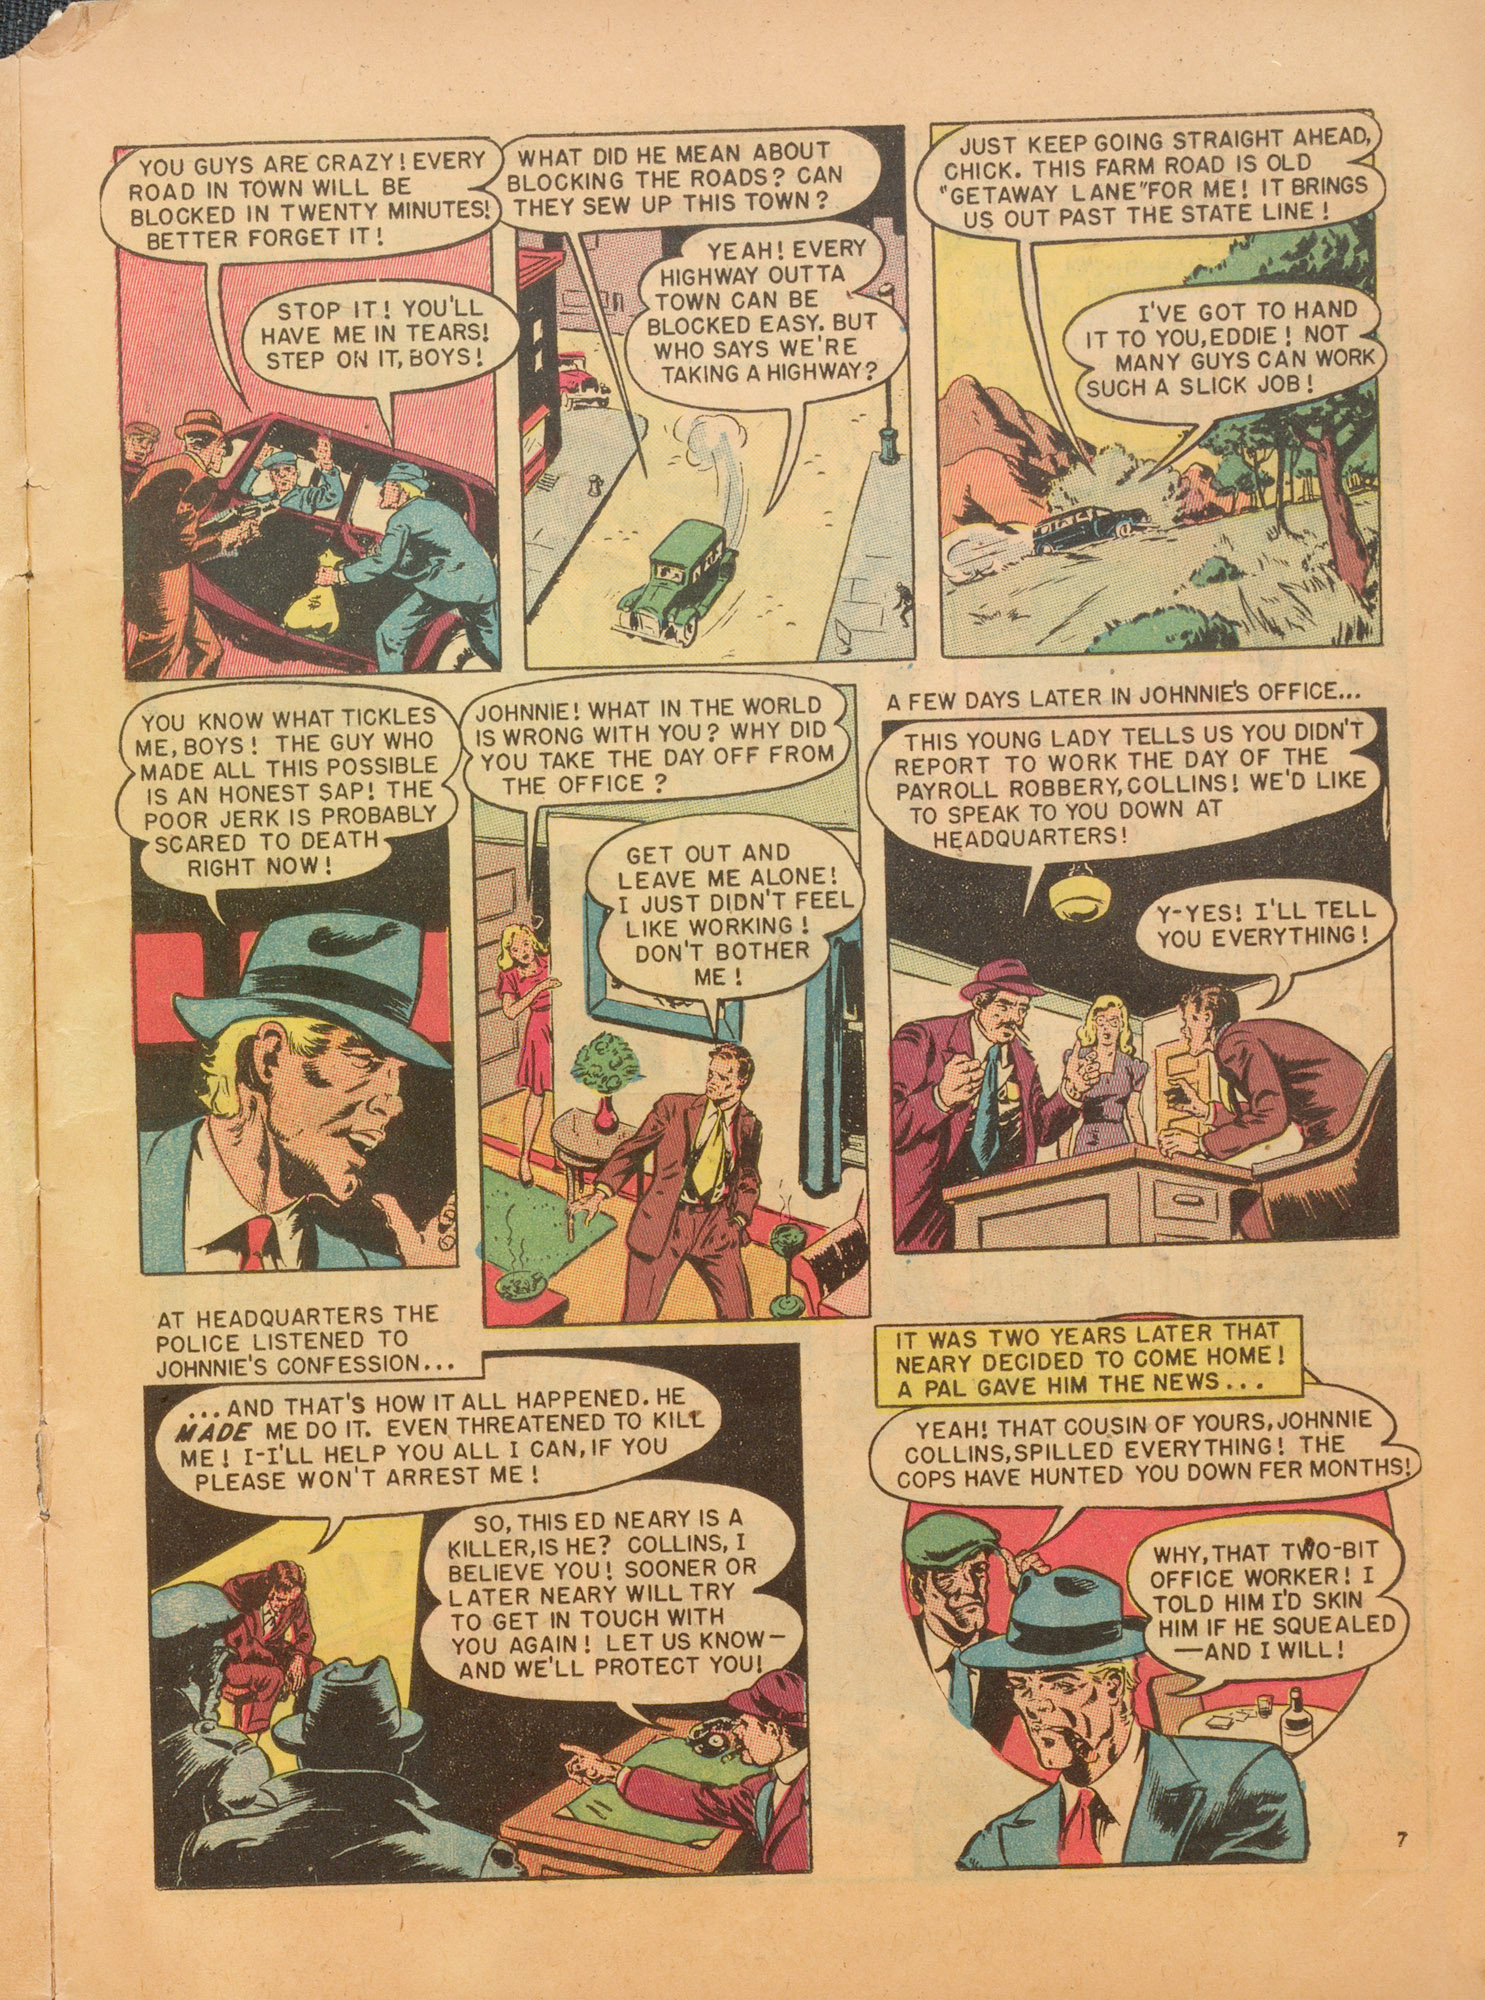 YOU GUYS ARE CRAZY! EVERY
ROAD IN TOWN WILL BE
BLOCKED IN TWENTY MINUTES!
BETTER FORGET IT!
STOP IT! YOU'LL
HAVE ME IN TEARS!
STEP ON IT, BOYS!
WHAT DID HE MEAN ABOUT
BLOCKING THE ROADS? CAN
THEY SEW UP THIS TOWN?
YEAH! EVERY
HIGHWAY OUTTA
TOWN CAN BE
BLOCKED EASY. BUT
WHO SAYS WE'RE
TAKING A HIGHWAY?
JUST KEEP GOING STRAIGHT AHEAD,
CHICK. THIS FARM ROAD IS OLD
"GETAWAY LANE" FOR ME! IT BRINGS
US OUT PAST THE STATE LINE!
I'VE GOT TO HAND
IT TO YOU, EDDIE! NOT
MANY GUYS CAN WORK
SUCH A SLICK JOB!
YOU KNOW WHAT TICKLES
ME, BOYS! THE GUY WHO
MADE ALL THIS POSSIBLE
IS AN HONEST SAP! THE
POOR JERK IS PROBABLY
SCARED TO DEATH
RIGHT NOW!
JOHNNIE! WHAT IN THE WORLD
IS WRONG WITH YOU? WHY DID
YOU TAKE THE DAY OFF FROM
THE OFFICE?
GET OUT AND
LEAVE ME ALONE!
I JUST DIDN'T FEEL
LIKE WORKING!
DON'T BOTHER
ME!
A FEW DAYS LATER IN JOHNNIE'S OFFICE...
THIS YOUNG LADY TELLS US YOU DIDN'T
REPORT TO WORK THE DAY OF THE
PAYROLL ROBBERY, COLLINS! WE'D LIKE
TO SPEAK TO YOU DOWN AT
HEADQUARTERS!
Y-YES! I'LL TELL
YOU EVERYTHING!
AT HEADQUARTERS THE
POLICE LISTENED TO
JOHNNIE'S CONFESSION...
...AND THAT'S HOW IT ALL HAPPENED. HE
MADE ME DO IT. EVEN THREATENED TO KILL
ME! I-I'LL HELP YOU ALL I CAN, IF YOU
PLEASE WON'T ARREST ME!
SO, THIS ED NEARY IS A
KILLER, IS HE? COLLINS, I
BELIEVE YOU! SOONER OR
LATER NEARY WILL TRY
TO GET IN TOUCH WITH
YOU AGAIN! LET US KNOW—
AND WE'LL PROTECT YOU!
IT WAS TWO YEARS LATER THAT
NEARY DECIDED TO COME HOME!
A PAL GAVE HIM THE NEWS...
YEAH! THAT COUSIN OF YOURS, JOHNNIE
COLLINS, SPILLED EVERYTHING! THE
COPS HAVE HUNTED YOU DOWN FER MONTHS!
WHY, THAT TWO-BIT
OFFICE WORKER! I
TOLD HIM I'D SKIN
HIM IF HE SQUEALED
—AND I WILL!
7